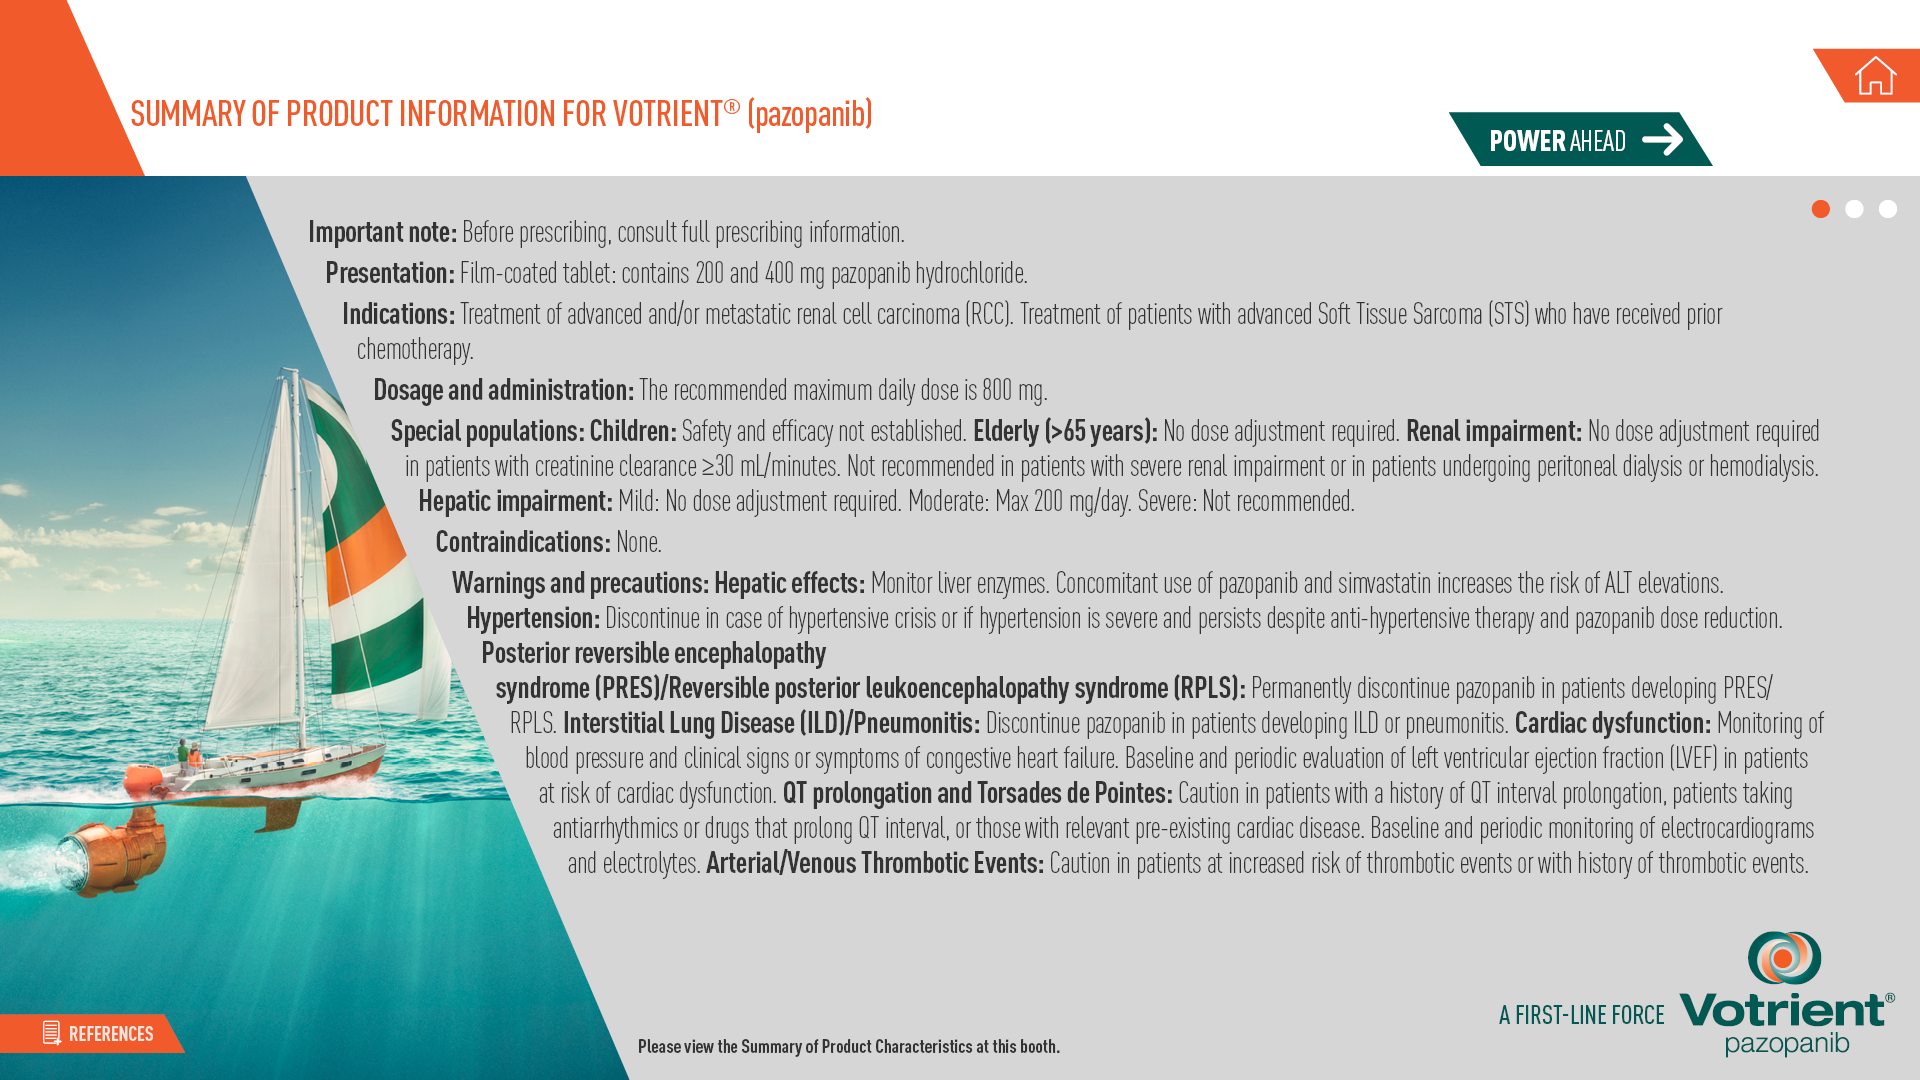 SUMMARY OF PRODUCT INFORMATION FOR VOTRIENT® (pazopanib)
POWER AHEAD
Important note: Before prescribing, consult full prescribing information.
Presentation: Film-coated tablet: contains 200 and 400 mg pazopanib hydrochloride.
Indications: Treatment of advanced and/or metastatic renal cell carcinoma (RCC). Treatment of patients with advanced Soft Tissue Sarcoma (STS) who have received prior
chemotherapy.
Dosage and administration: The recommended maximum daily dose is 800 mg.
Special populations: Children: Safety and efficacy not established. Elderly (>65 years): No dose adjustment required. Renal impairment: No dose adjustment required
in patients with creatinine clearance ≥30 mL/minutes. Not recommended in patients with severe renal impairment or in patients undergoing peritoneal dialysis or hemodialysis.
Hepatic impairment: Mild: No dose adjustment required. Moderate: Max 200 mg/day. Severe: Not recommended.
Contraindications: None.
Warnings and precautions: Hepatic effects: Monitor liver enzymes. Concomitant use of pazopanib and simvastatin increases the risk of ALT elevations.
Hypertension: Discontinue in case of hypertensive crisis or if hypertension is severe and persists despite anti-hypertensive therapy and pazopanib dose reduction.
Posterior reversible encephalopathy
syndrome (PRES)/Reversible posterior leukoencephalopathy syndrome (RPLS): Permanently discontinue pazopanib in patients developing PRES/
RPLS. Interstitial Lung Disease (ILD)/Pneumonitis: Discontinue pazopanib in patients developing ILD or pneumonitis. Cardiac dysfunction: Monitoring of
blood pressure and clinical signs or symptoms of congestive heart failure. Baseline and periodic evaluation of left ventricular ejection fraction (LVEF) in patients
at risk of cardiac dysfunction. QT prolongation and Torsades de Pointes: Caution in patients with a history of QT interval prolongation, patients taking
antiarrhythmics or drugs that prolong QT interval, or those with relevant pre-existing cardiac disease. Baseline and periodic monitoring of electrocardiograms
and electrolytes. Arterial/Venous Thrombotic Events: Caution in patients at increased risk of thrombotic events or with history of thrombotic events.
A FIRST-LINE FORCE
Votrient®
pazopanib
REFERENCES
Please view the Summary of Product Characteristics at this booth.